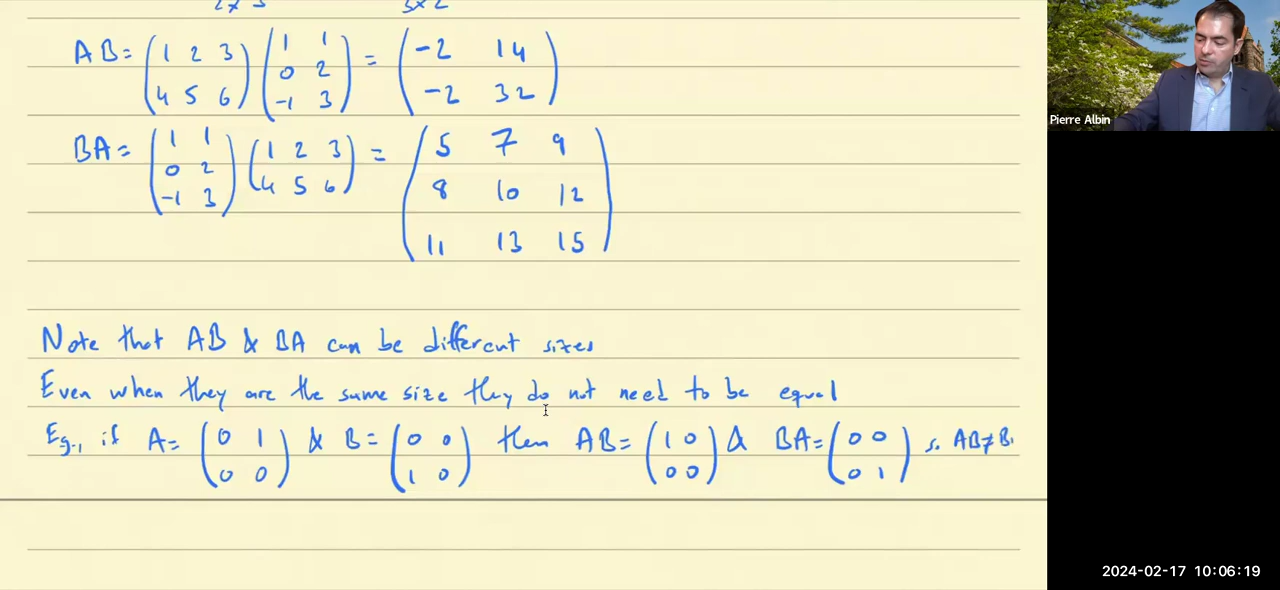 2x3 3x2
AB = (1 2 3 / 4 5 6) (1 1 / 0 2 / -1 3) = (-2 14 / -2 32)
BA = (1 1 / 0 2 / -1 3) (1 2 3 / 4 5 6) = (5 7 9 / 8 10 12 / 11 13 15)
Note that AB & BA can be different sizes
Even when they are the same size they do not need to be equal
Eg., if A = (0 1 / 0 0) & B = (0 0 / 1 0) then AB = (1 0 / 0 0) & BA = (0 0 / 0 1) so AB≠B
Pierre Albin
2024-02-17 10:06:19